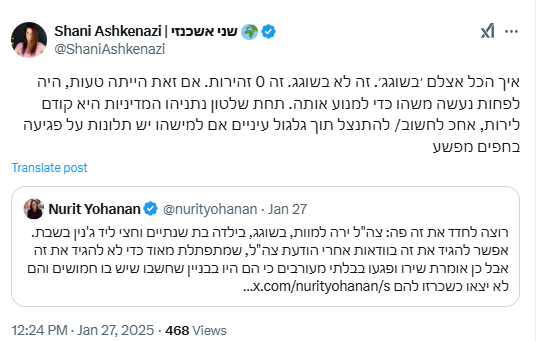 Shani Ashkenazi | שני אשכנזי
@ShaniAshkenazi
איך הכל אצלם ׳בשוגג׳. זה לא בשוגג. זה 0 זהירות. אם זאת הייתה טעות, היה
לפחות נעשה משהו כדי למנוע אותה. תחת שלטון נתניהו המדיניות היא קודם
לירות, אחכ לחשוב/ להתנצל תוך גלגול עיניים אם למישהו יש תלונות על פגיעה
בחפים מפשע
Translate post
Nurit Yohanan @nurityohanan · Jan 27
רוצה לחדד את זה פה: צה"ל ירה למוות, בשוגג, בילדה בת שנתיים וחצי ליד ג'נין בשבת.
אפשר להגיד את זה בוודאות אחרי הודעת צה"ל, שמתפתלת מאוד כדי לא להגיד את זה
אבל כן אומרת שירו ופגעו בבלתי מעורבים כי הם היו בבניין שחשבו שיש בו חמושים והם
לא יצאו כשכרזו להם x.com/nurityohanan/s...
12:24 PM · Jan 27, 2025 · 468 Views